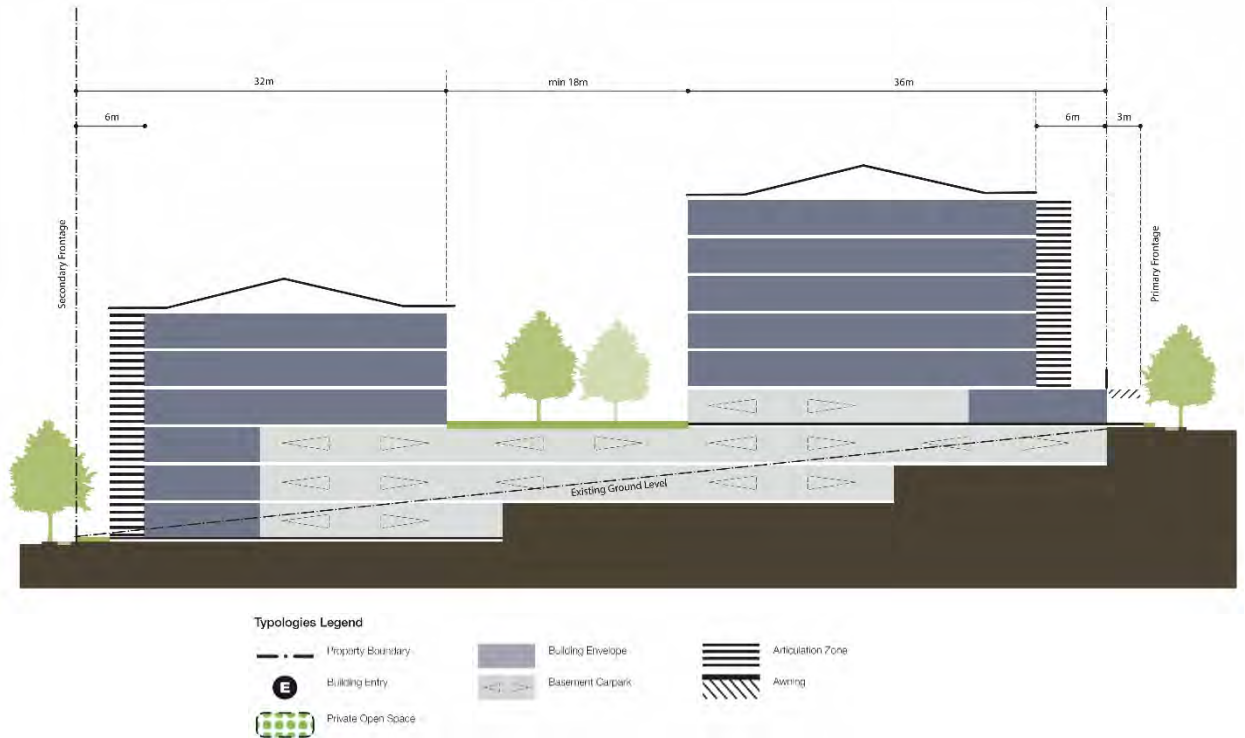 32m
min 18m
36m
6m
6m
3m
Secondary Frontage
Primary Frontage
Existing Ground Level
Typologies Legend
Property Boundary
Building Envelope
Articulation Zone
E
Building Entry
Basement Carpark
Awning
Private Open Space